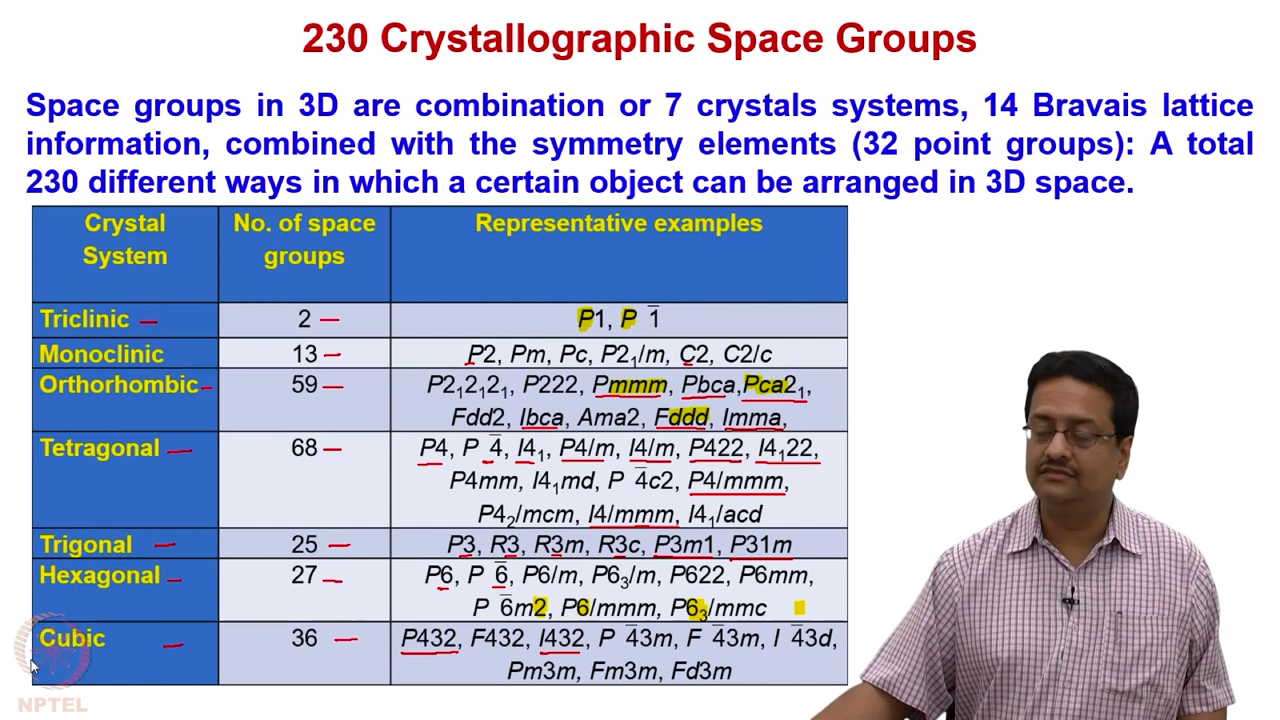 230 Crystallographic Space Groups
Space groups in 3D are combination or 7 crystals systems, 14 Bravais lattice
information, combined with the symmetry elements (32 point groups): A total
230 different ways in which a certain object can be arranged in 3D space.
Crystal System | No. of space groups | Representative examples
Triclinic | 2 | P1, P 1̅
Monoclinic | 13 | P2, Pm, Pc, P2₁/m, C2, C2/c
Orthorhombic | 59 | P2₁2₁2₁, P222, Pmmm, Pbca,Pca2₁,
Fdd2, Ibca, Ama2, Fddd, Imma,
Tetragonal | 68 | P4, P 4̅, I4₁, P4/m, I4/m, P422, I4₁22,
P4mm, I4₁md, P 4̅c2, P4/mmm,
P4₂/mcm, I4/mmm, I4₁/acd
Trigonal | 25 | P3, R3, R3m, R3c, P3m1, P31m
Hexagonal | 27 | P6, P 6̅, P6/m, P6₃/m, P622, P6mm,
P 6̅m2, P6/mmm, P6₃/mmc
Cubic | 36 | P432, F432, I432, P 4̅3m, F 4̅3m, I 4̅3d,
Pm3m, Fm3m, Fd3m
NPTEL